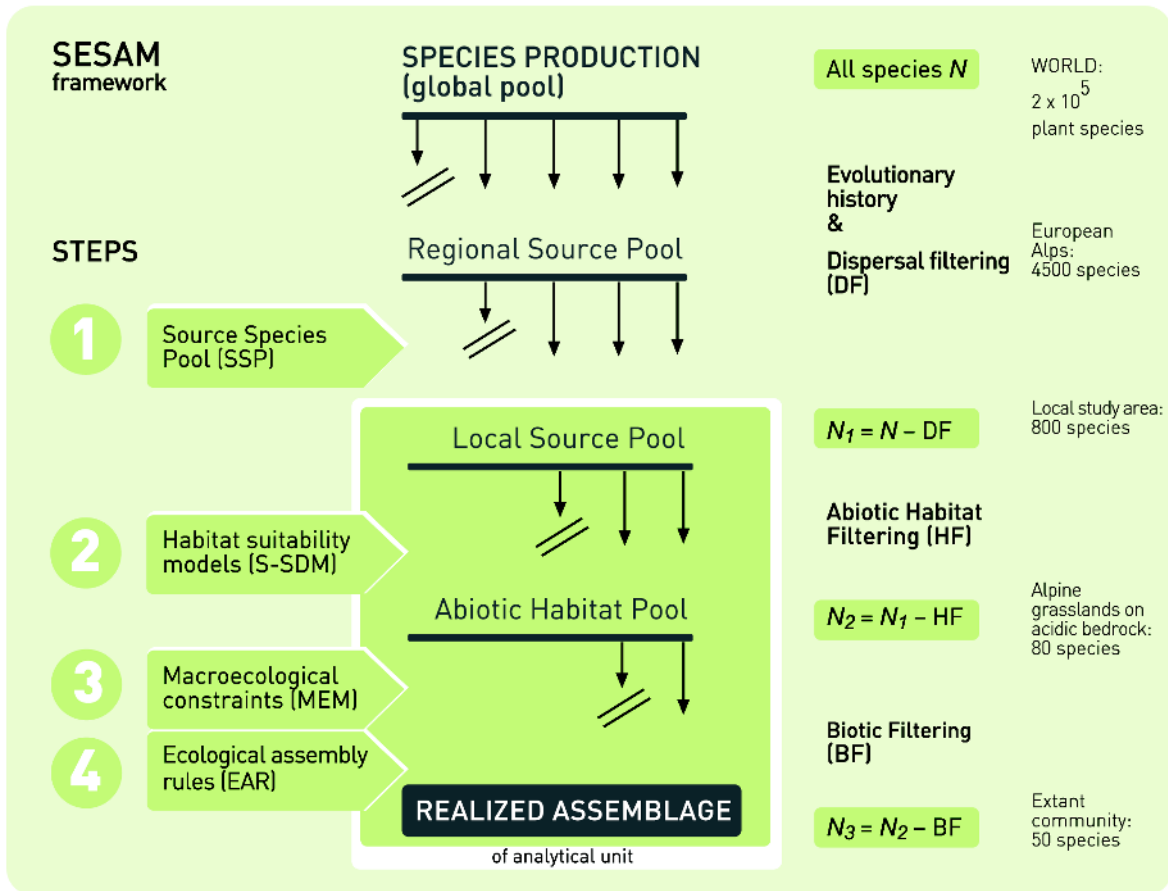 SESAM
framework
SPECIES PRODUCTION
(global pool)
All species N
WORLD:
2 x 10^5
plant species
Evolutionary
history
&
Dispersal filtering
(DF)
European
Alps:
4500 species
STEPS
Regional Source Pool
1
Source Species
Pool (SSP)
Local Source Pool
N1 = N – DF
Local study area:
800 species
2
Habitat suitability
models (S-SDM)
Abiotic Habitat
Filtering (HF)
Abiotic Habitat Pool
N2 = N1 – HF
Alpine
grasslands on
acidic bedrock:
80 species
3
Macroecological
constraints (MEM)
Biotic Filtering
(BF)
4
Ecological assembly
rules (EAR)
REALIZED ASSEMBLAGE
of analytical unit
N3 = N2 – BF
Extant
community:
50 species